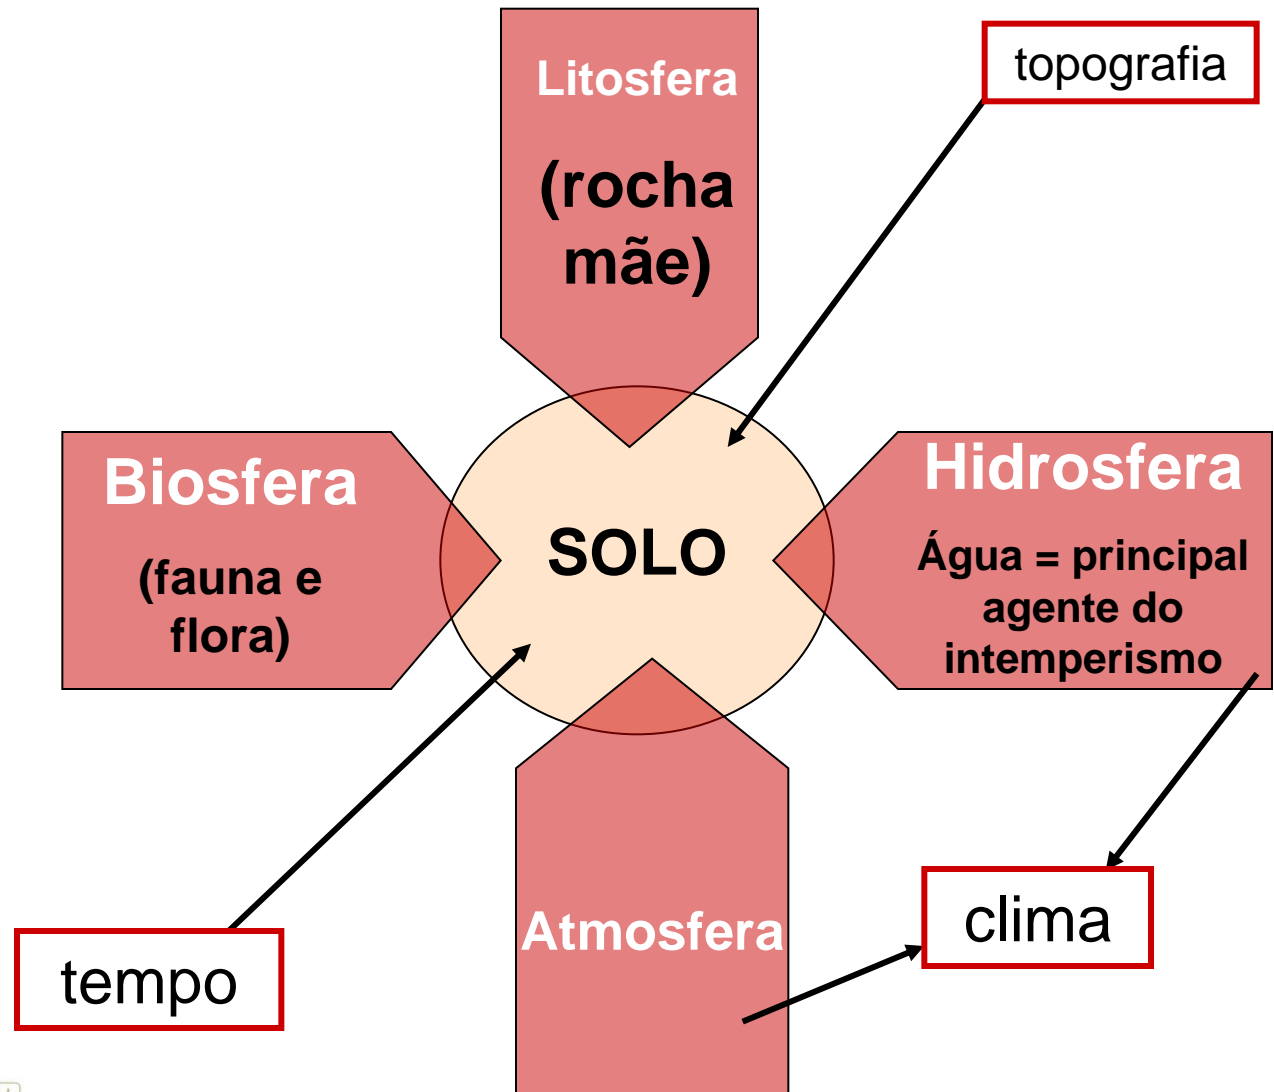 Litosfera
(rocha
mãe)
topografia
Biosfera
(fauna e
flora)
SOLO
Hidrosfera
Água = principal
agente do
intemperismo
Atmosfera
clima
tempo